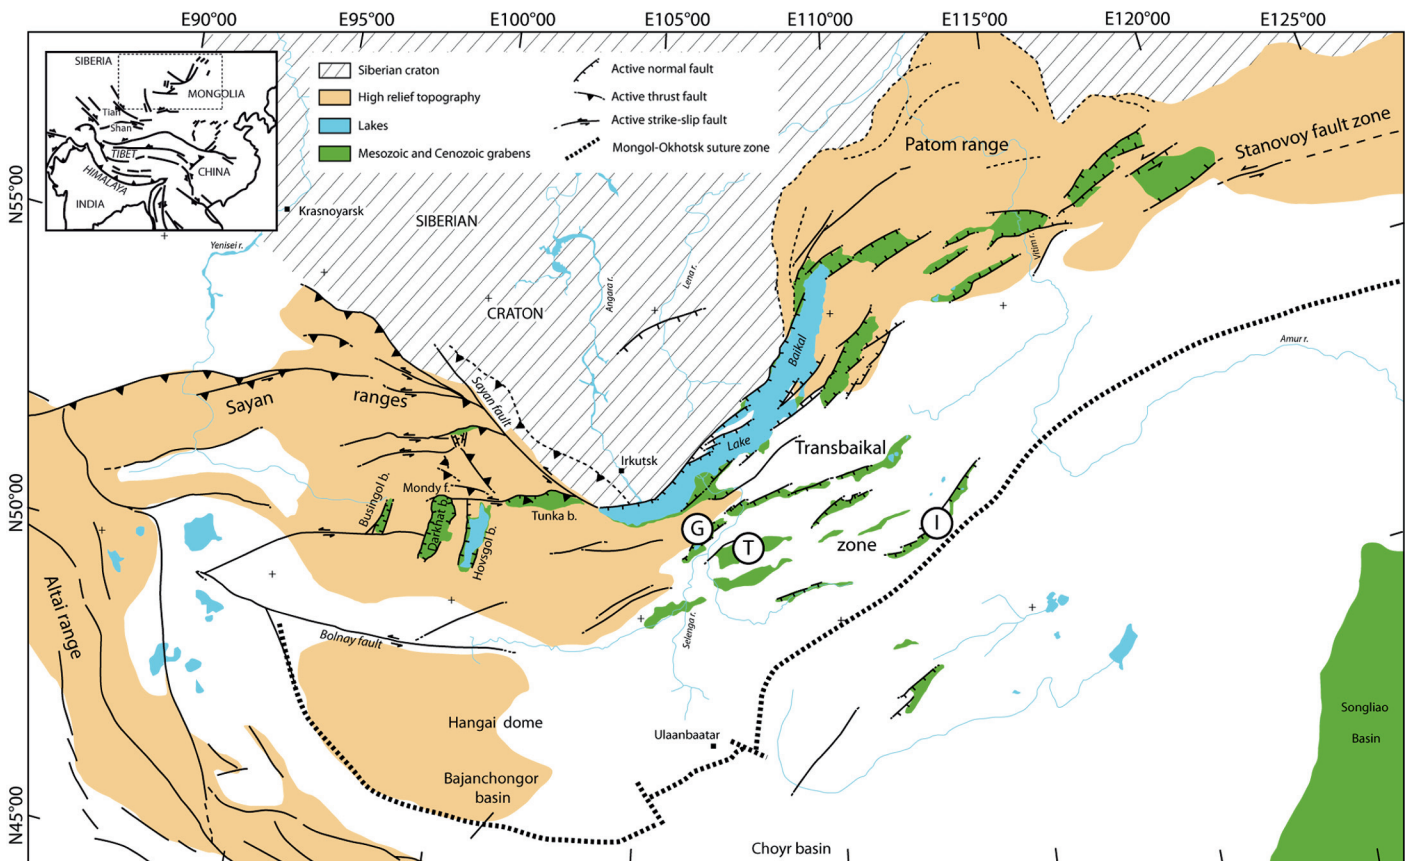 E90°00'
E95°00'
E100°00'
E105°00'
E110°00'
E115°00'
E120°00'
E125°00'
N55°00'
N50°00'
N45°00'
SIBERIA
MONGOLIA
Tian
Shan
TIBET
HIMALAYA
CHINA
INDIA
Siberian craton
High relief topography
Lakes
Mesozoic and Cenozoic grabens
Active normal fault
Active thrust fault
Active strike-slip fault
Mongol-Okhotsk suture zone
Patom range
Stanovoy fault zone
Krasnoyarsk
Yenisei r.
SIBERIAN
CRATON
Angara r.
Lena r.
Vitim r.
Amur r.
Baikal
Lake
Sayan
ranges
Sayan fault
Irkutsk
Transbaikal
zone
Busingol b.
Mondy f.
Darkhat b.
Hovsgol b.
Tunka b.
G
T
I
Altai range
Bolnay fault
Selenga r.
Hangai dome
Ulaanbaatar
Bajanchongor
basin
Songliao
Basin
Choyr basin